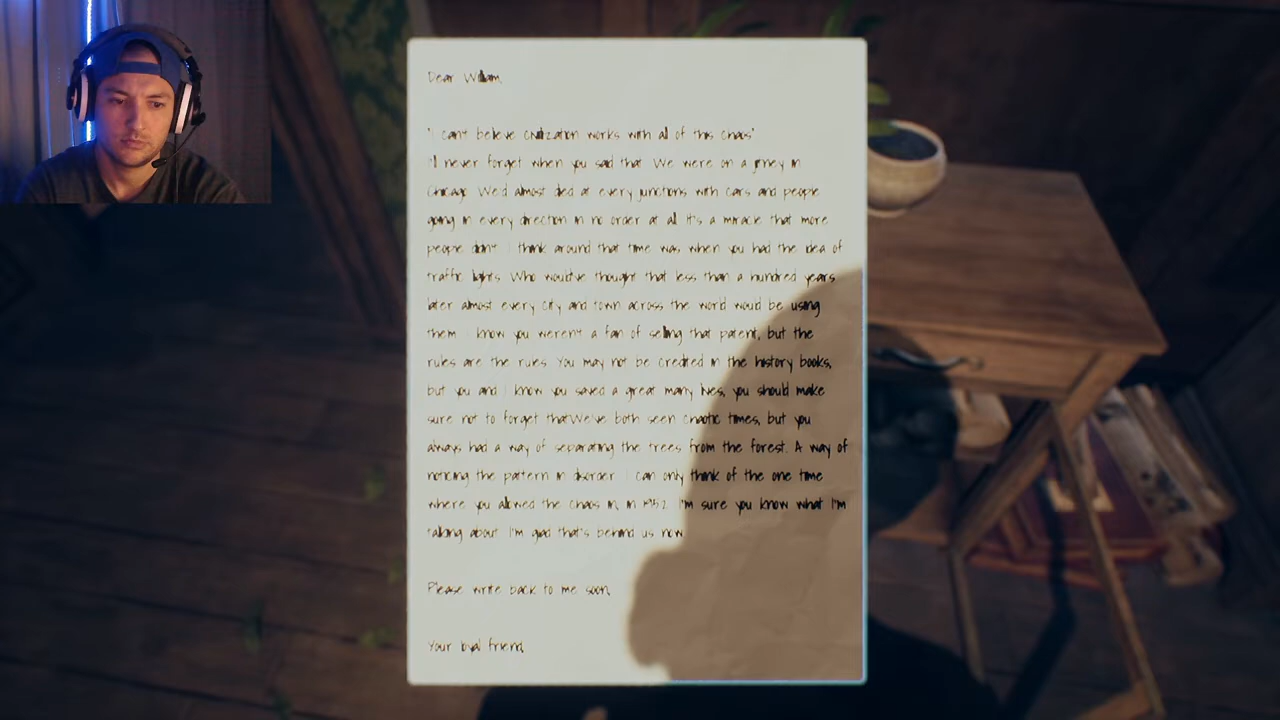 Dear William,
"I can't believe civilization works with all of this chaos"
I'll never forget when you said that. We were on a jitney in
Chicago. We'd almost died at every junctions with cars and people
going in every direction in no order at all. It's a miracle that more
people didn't. I think around that time was when you had the idea of
traffic lights. Who would've thought that less than a hundred years
later almost every city and town across the world would be using
them. I know you weren't a fan of selling that patent, but the
rules are the rules. You may not be credited in the history books,
but you and I know you saved a great many lives, you should make
sure not to forget that.We've both seen chaotic times, but you
always had a way of separating the trees from the forest. A way of
noticing the pattern in disorder. I can only think of the one time
where you allowed the chaos in, in 1952. I'm sure you know what I'm
talking about. I'm glad that's behind us now.
Please write back to me soon,
Your loyal friend,